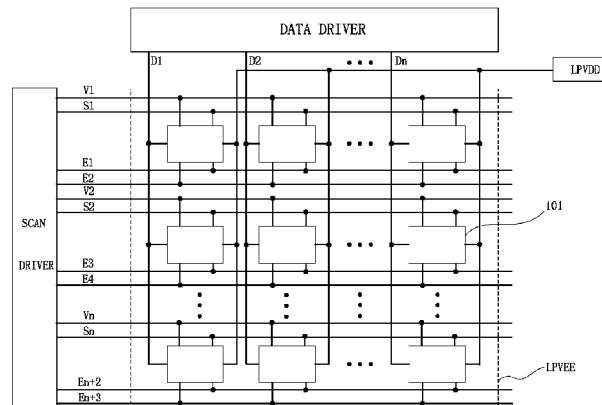 DATA DRIVER
D1 D2 Dn
LPVDD
V1
S1
E1
E2
V2
S2
101
SCAN
DRIVER
E3
E4
Vn
Sn
LPVEE
En+2
En+3